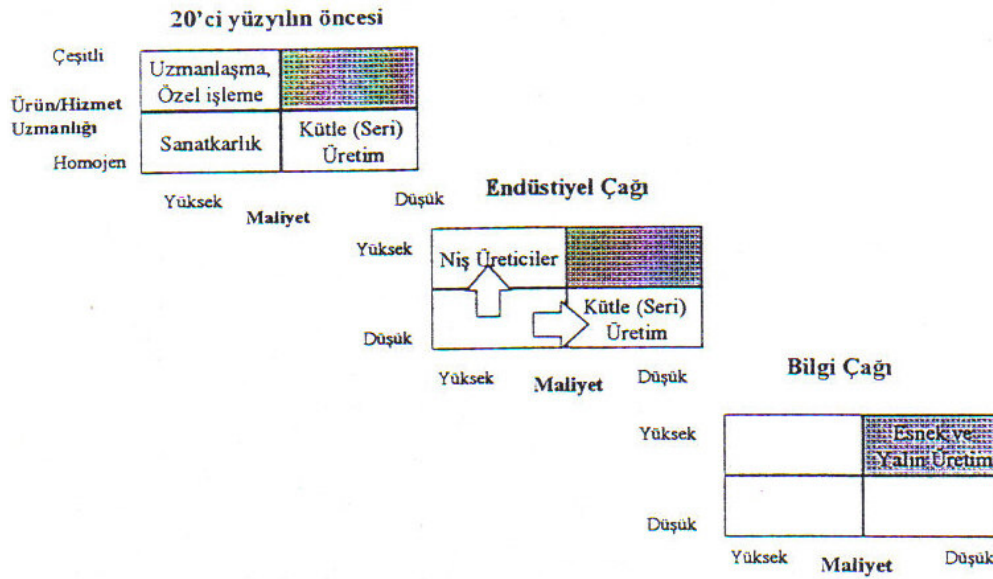 20'ci yüzyılın öncesi
Çeşitli
Uzmanlaşma,
Özel işleme
Ürün/Hizmet
Uzmanlığı
Sanatkarlık
Kütle (Seri)
Üretim
Homojen
Yüksek
Maliyet
Düşük
Endüstiyel Çağı
Yüksek
Niş Üreticiler
Kütle (Seri)
Üretim
Düşük
Yüksek
Maliyet
Düşük
Bilgi Çağı
Yüksek
Esnek ve
Yalın Üretim
Düşük
Yüksek
Maliyet
Düşük